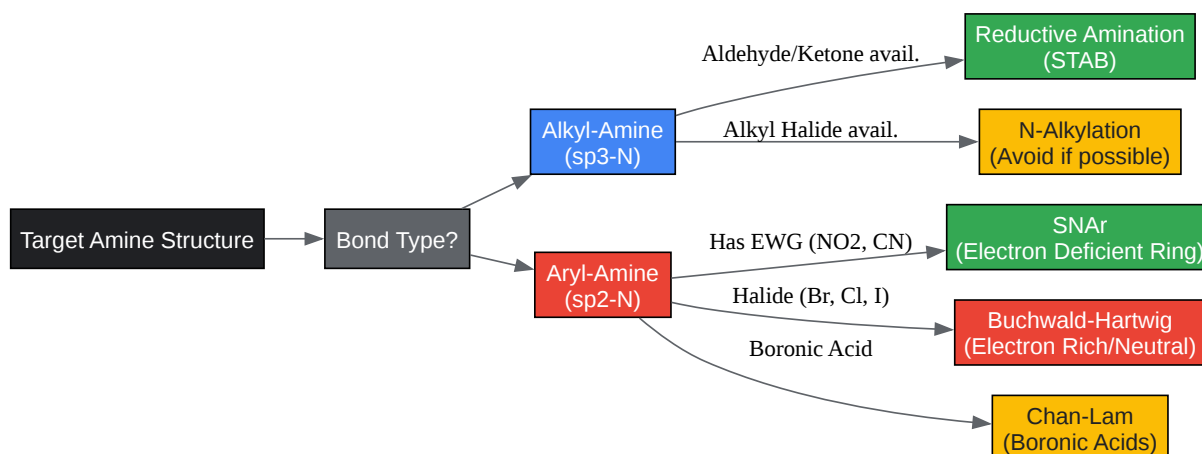 Target Amine Structure
Bond Type?
Alkyl-Amine
(sp3-N)
Aryl-Amine
(sp2-N)
Aldehyde/Ketone avail.
Reductive Amination
(STAB)
Alkyl Halide avail.
N-Alkylation
(Avoid if possible)
Has EWG (NO2, CN)
SNAr
(Electron Deficient Ring)
Halide (Br, Cl, I)
Buchwald-Hartwig
(Electron Rich/Neutral)
Boronic Acid
Chan-Lam
(Boronic Acids)